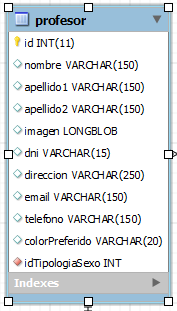 profesor
id INT(11)
nombre VARCHAR(150)
apellido1 VARCHAR(150)
apellido2 VARCHAR(150)
imagen LONGBLOB
dni VARCHAR(15)
direccion VARCHAR(250)
email VARCHAR(150)
telefono VARCHAR(150)
colorPreferido VARCHAR(20)
idTipologiaSexo INT
Indexes